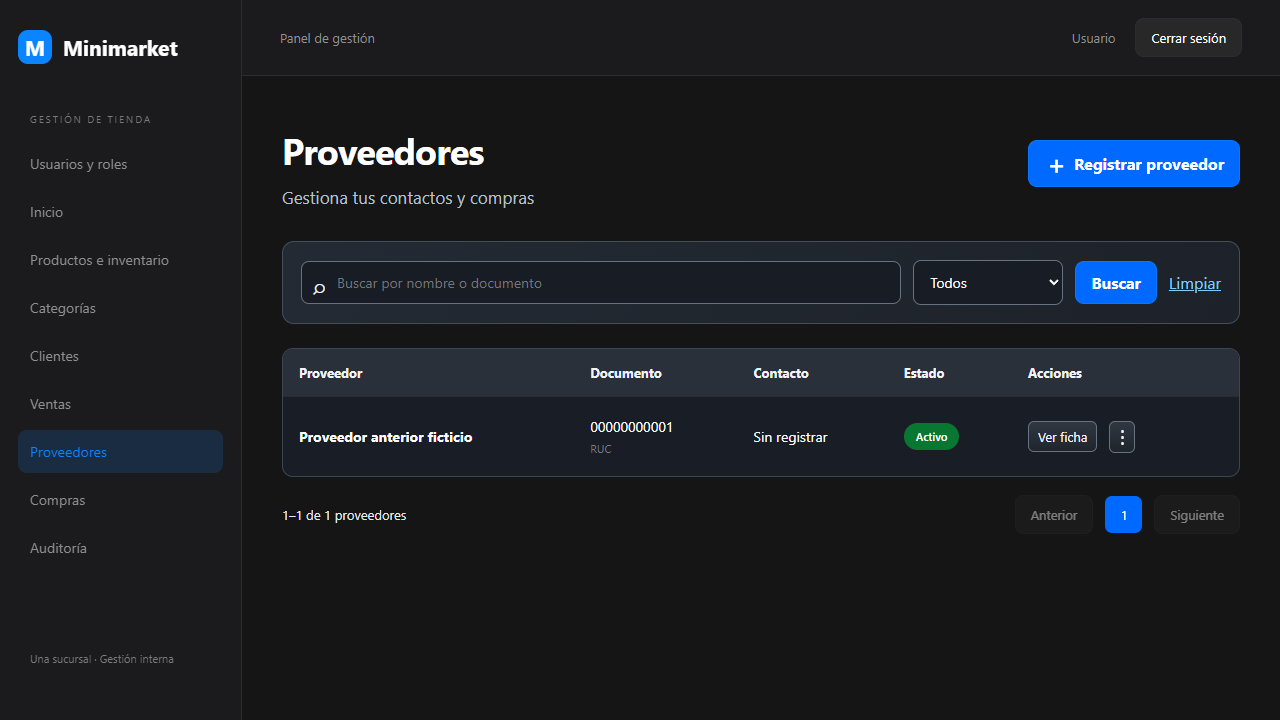 M Minimarket
Panel de gestión
Usuario
Cerrar sesión
GESTIÓN DE TIENDA
Usuarios y roles
Inicio
Productos e inventario
Categorías
Clientes
Ventas
Proveedores
Compras
Auditoría
Una sucursal · Gestión interna
Proveedores
Gestiona tus contactos y compras
+ Registrar proveedor
Buscar por nombre o documento
Todos
Buscar
Limpiar
Proveedor Documento Contacto Estado Acciones
Proveedor anterior ficticio 00000000001 Sin registrar Activo Ver ficha
RUC
1–1 de 1 proveedores
Anterior 1 Siguiente